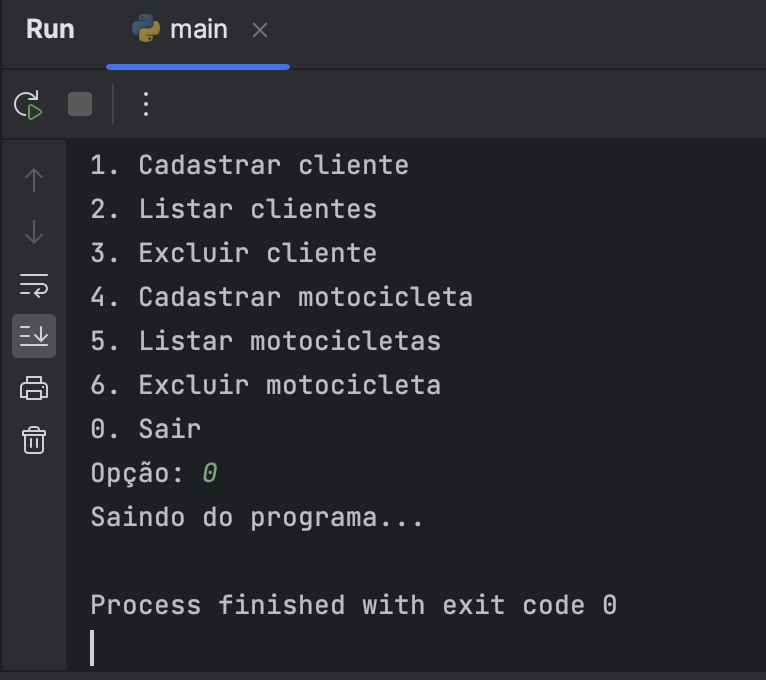 Run main
1. Cadastrar cliente
2. Listar clientes
3. Excluir cliente
4. Cadastrar motocicleta
5. Listar motocicletas
6. Excluir motocicleta
0. Sair
Opção: 0
Saindo do programa...
Process finished with exit code 0